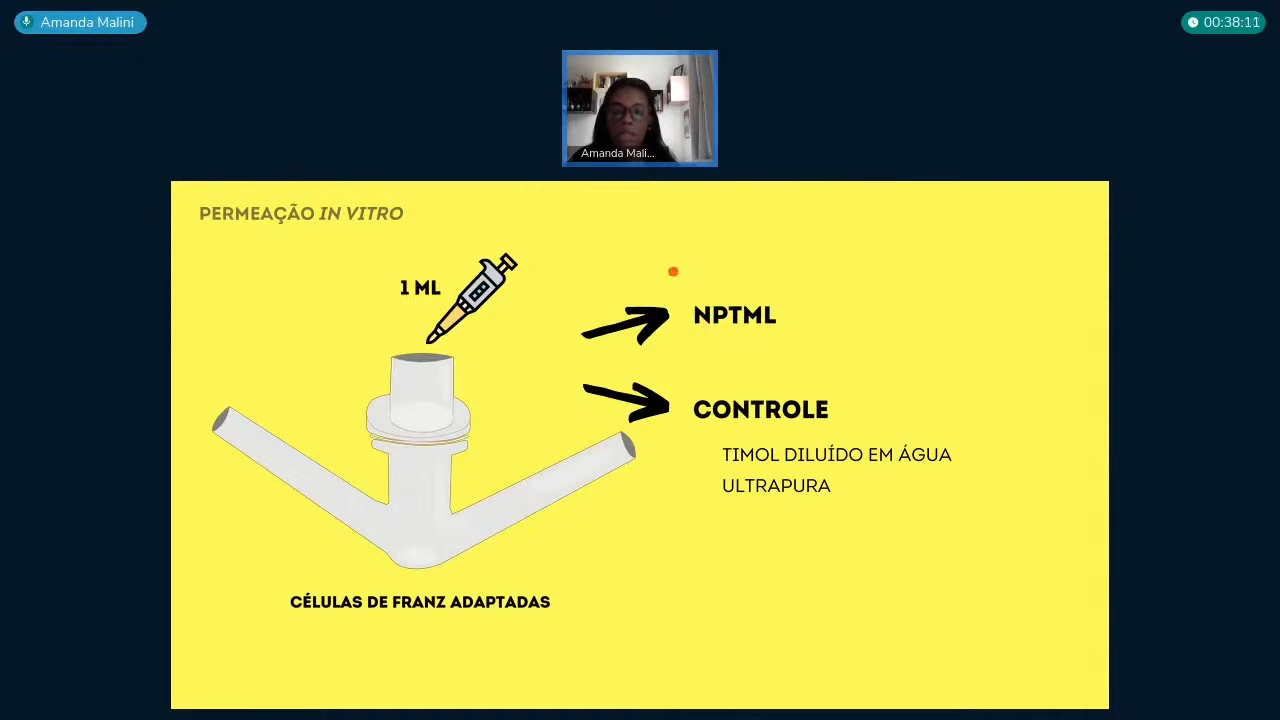 Amanda Malini
00:38:11
Amanda Mali...
PERMEAÇÃO IN VITRO
1 ML
NPTML
CONTROLE
TIMOL DILUÍDO EM ÁGUA
ULTRAPURA
CÉLULAS DE FRANZ ADAPTADAS